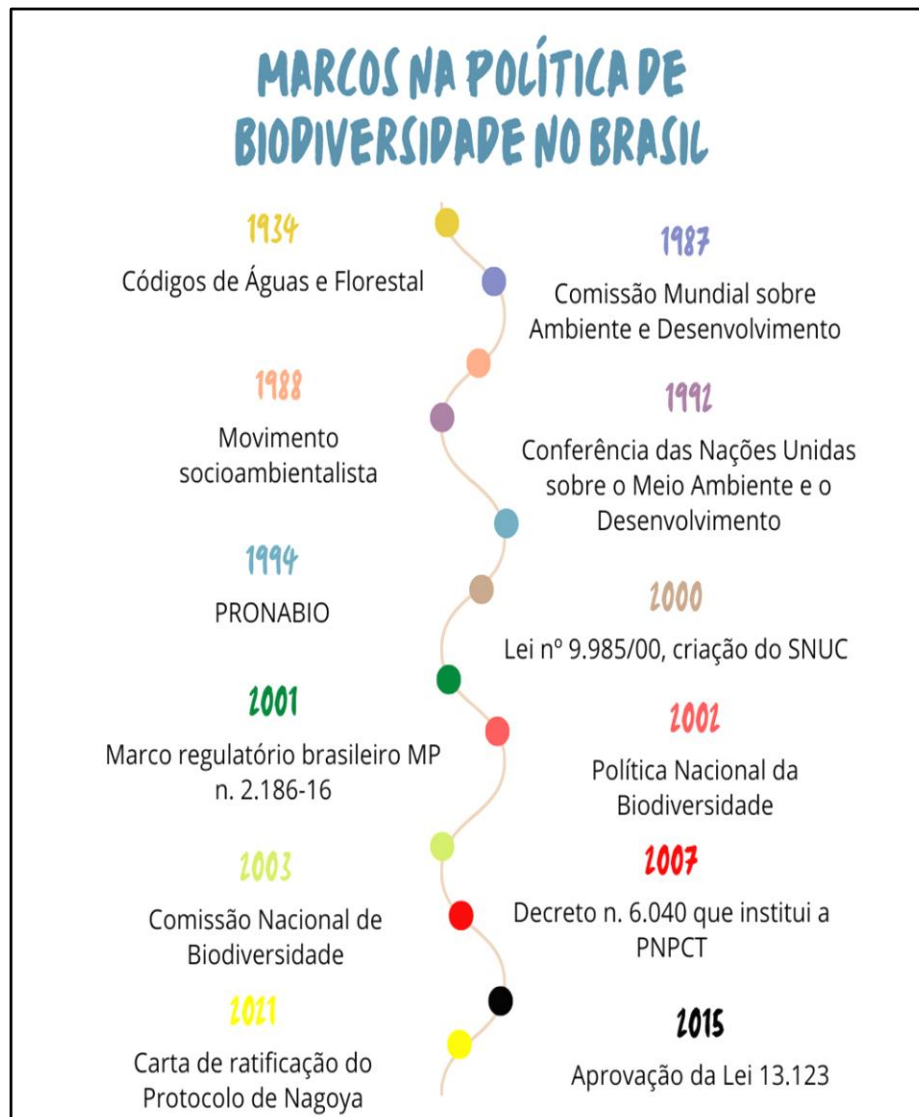 MARCOS NA POLÍTICA DE
BIODIVERSIDADE NO BRASIL
1934
Códigos de Águas e Florestal
1987
Comissão Mundial sobre
Ambiente e Desenvolvimento
1988
Movimento
socioambientalista
1992
Conferência das Nações Unidas
sobre o Meio Ambiente e o
Desenvolvimento
1994
PRONABIO
2000
Lei nº 9.985/00, criação do SNUC
2001
Marco regulatório brasileiro MP
n. 2.186-16
2002
Política Nacional da
Biodiversidade
2003
Comissão Nacional de
Biodiversidade
2007
Decreto n. 6.040 que institui a
PNPCT
2021
Carta de ratificação do
Protocolo de Nagoya
2015
Aprovação da Lei 13.123